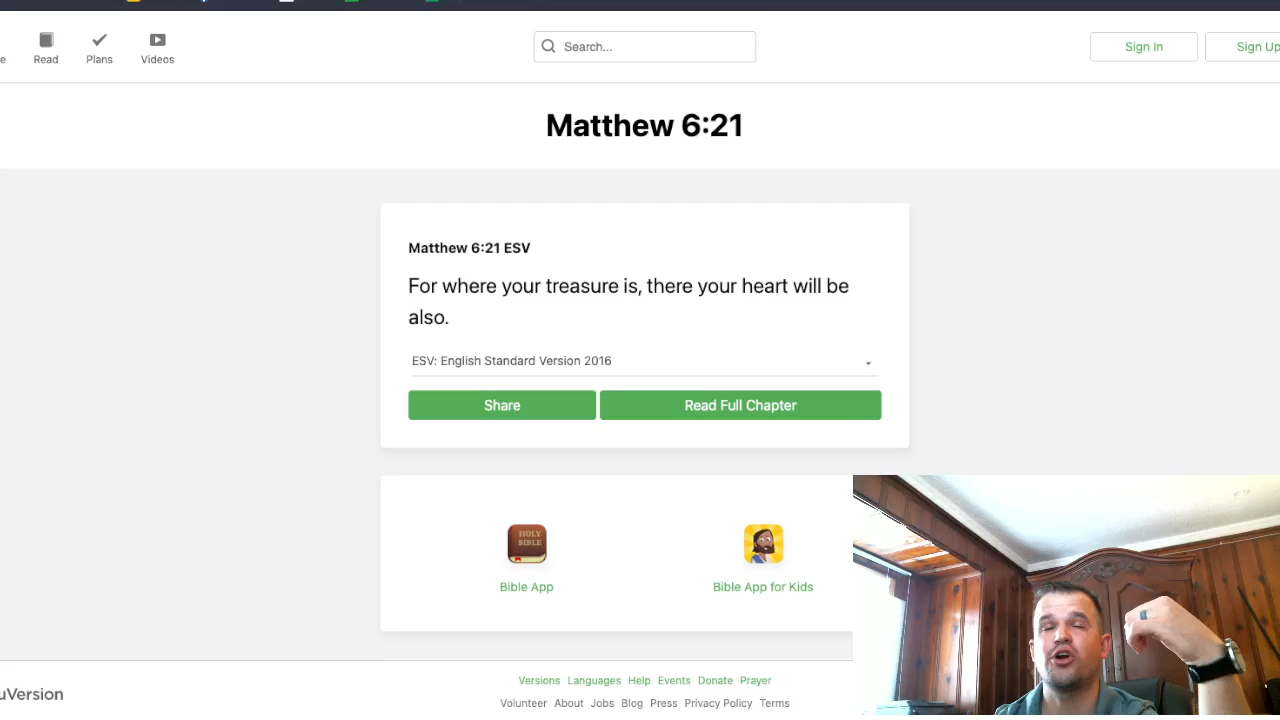 Read Plans Videos Search... Sign In Sign Up
Matthew 6:21
Matthew 6:21 ESV
For where your treasure is, there your heart will be
also.
ESV: English Standard Version 2016
Share Read Full Chapter
HOLY
BIBLE
Bible App Bible App for Kids
Versions Languages Help Events Donate Prayer
uVersion
Volunteer About Jobs Blog Press Privacy Policy Terms